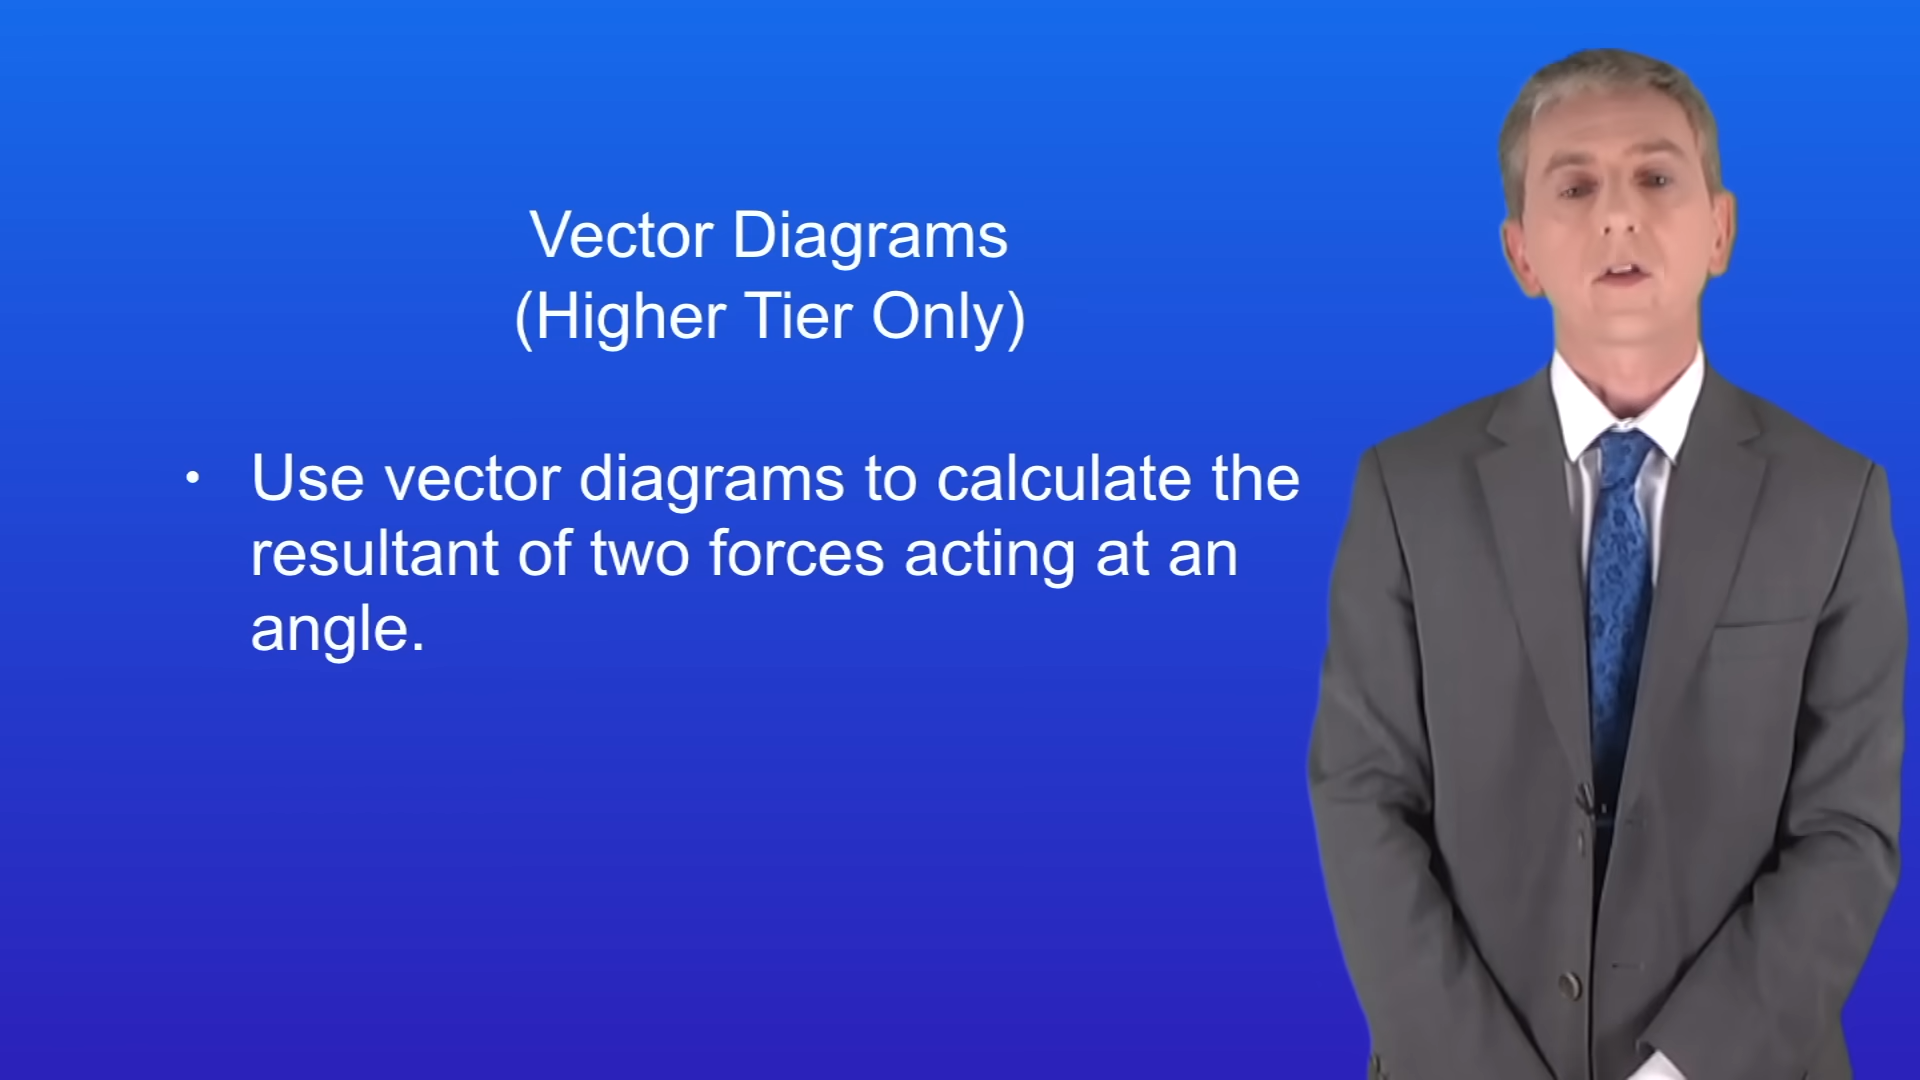 Vector Diagrams
(Higher Tier Only)
• Use vector diagrams to calculate the
resultant of two forces acting at an
angle.